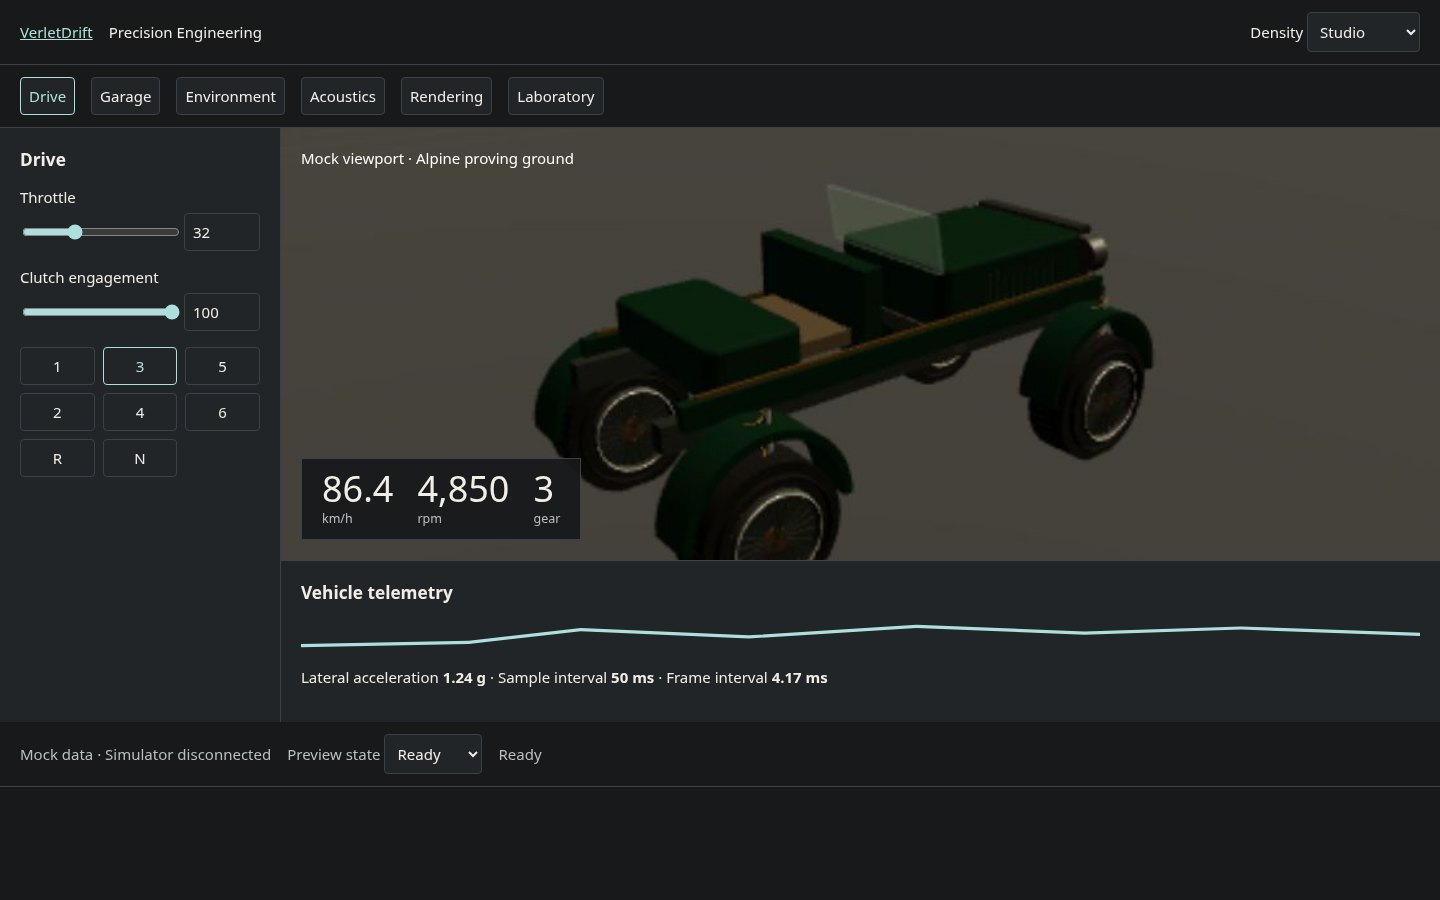 VerletDrift Precision Engineering Density Studio
Drive Garage Environment Acoustics Rendering Laboratory
Drive
Throttle
32
Clutch engagement
100
1 3 5
2 4 6
R N
Mock viewport · Alpine proving ground
86.4 4,850 3
km/h rpm gear
Vehicle telemetry
Lateral acceleration 1.24 g · Sample interval 50 ms · Frame interval 4.17 ms
Mock data · Simulator disconnected Preview state Ready Ready